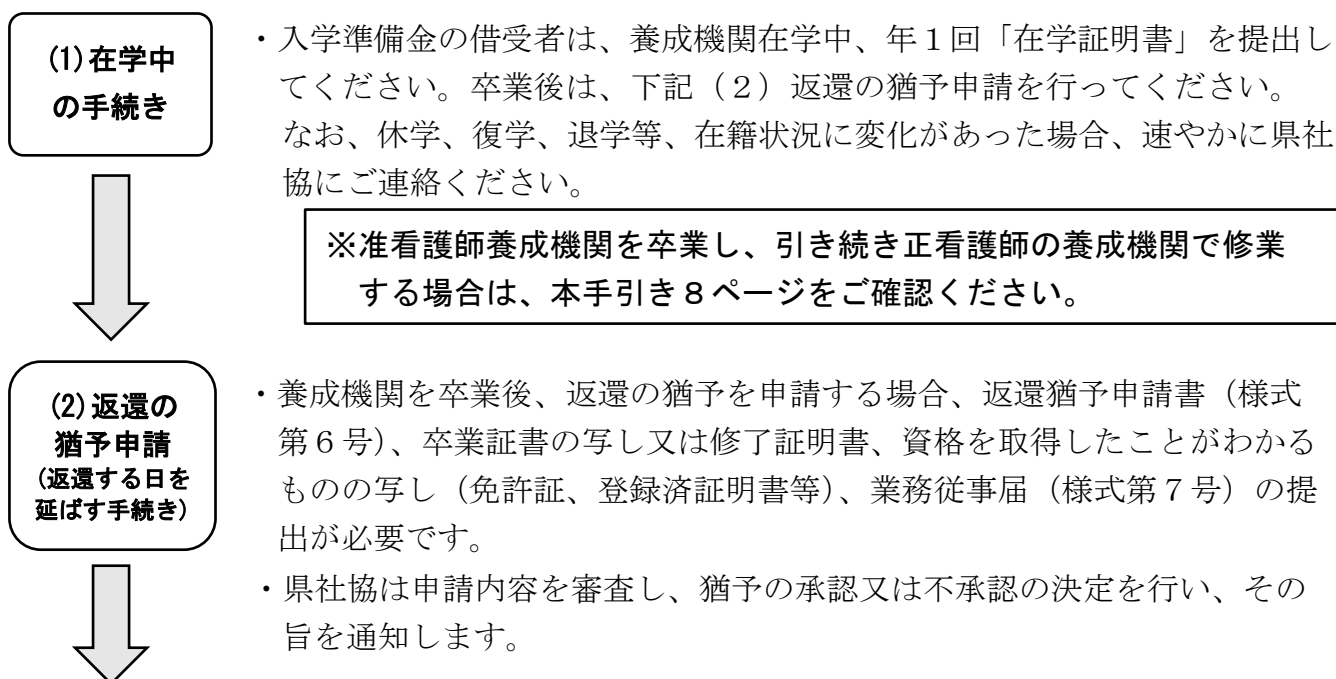 (1)在学中
の手続き
・入学準備金の借受者は、養成機関在学中、年１回「在学証明書」を提出し
てください。卒業後は、下記（２）返還の猶予申請を行ってください。
なお、休学、復学、退学等、在籍状況に変化があった場合、速やかに県社
協にご連絡ください。
※准看護師養成機関を卒業し、引き続き正看護師の養成機関で修業
する場合は、本手引き８ページをご確認ください。
(2)返還の
猶予申請
(返還する日を
延ばす手続き)
・養成機関を卒業後、返還の猶予を申請する場合、返還猶予申請書（様式
第６号）、卒業証書の写し又は修了証明書、資格を取得したことがわかる
ものの写し（免許証、登録済証明書等）、業務従事届（様式第７号）の提
出が必要です。
・県社協は申請内容を審査し、猶予の承認又は不承認の決定を行い、その
旨を通知します。